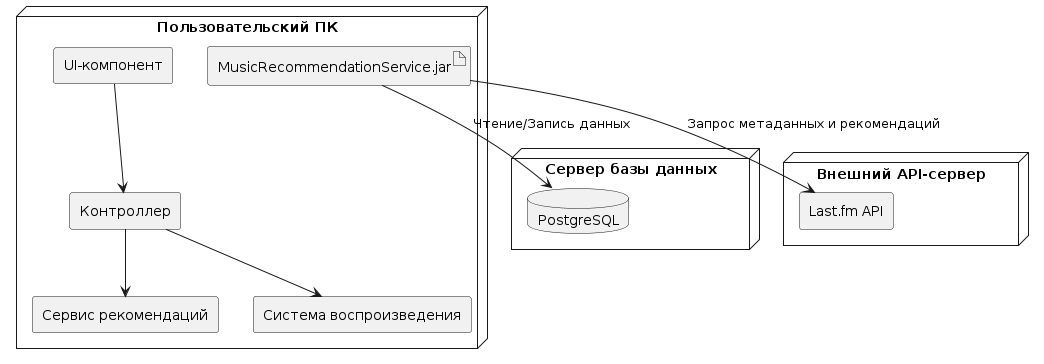 Пользовательский ПК
UI-компонент
MusicRecommendationService.jar
Чтение/Запись данных
Запрос метаданных и рекомендаций
Сервер базы данных
Внешний API-сервер
Контроллер
PostgreSQL
Last.fm API
Сервис рекомендаций
Система воспроизведения